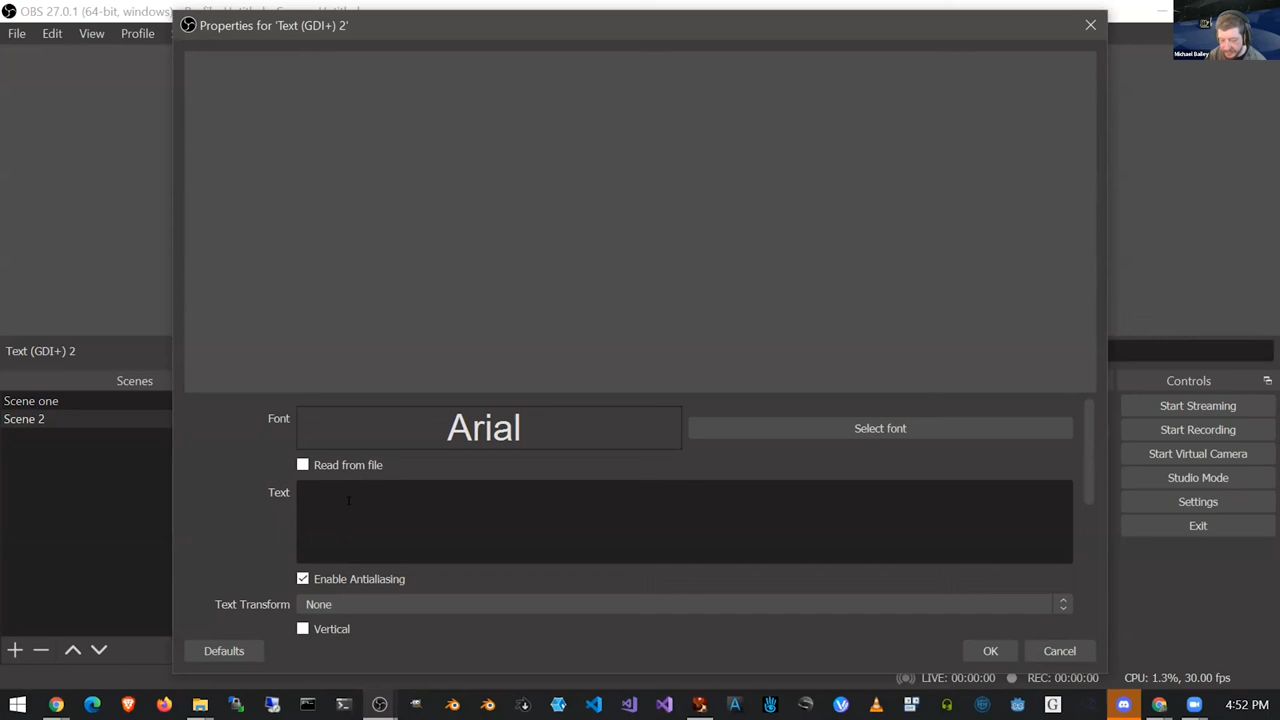 OBS 27.0.1 (64-bit, windows)
Properties for 'Text (GDI+) 2'
File Edit View Profile
Michael Bailey
Text (GDI+) 2
Scenes
Scene one
Scene 2
Font
Arial
Select font
Read from file
Text
Enable Antialiasing
Text Transform
None
Vertical
Defaults
OK
Cancel
Controls
Start Streaming
Start Recording
Start Virtual Camera
Studio Mode
Settings
Exit
LIVE: 00:00:00
REC: 00:00:00
CPU: 1.3%, 30.00 fps
4:52 PM